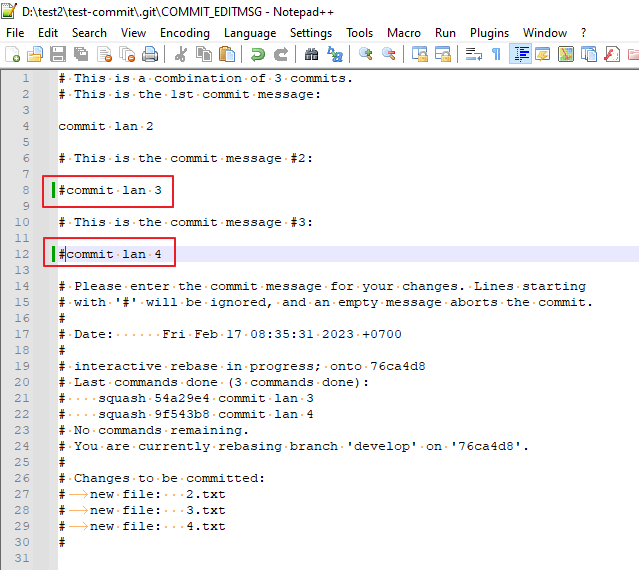 D:\test2\test-commit\.git\COMMIT_EDITMSG - Notepad++
File Edit Search View Encoding Language Settings Tools Macro Run Plugins Window ?
1 # This is a combination of 3 commits.
2 # This is the 1st commit message:
3
4 commit lan 2
5
6 # This is the commit message #2:
7
8 #commit lan 3
9
10 # This is the commit message #3:
11
12 #commit lan 4
13
14 # Please enter the commit message for your changes. Lines starting
15 # with '#' will be ignored, and an empty message aborts the commit.
16 #
17 # Date:      Fri Feb 17 08:35:31 2023 +0700
18 #
19 # interactive rebase in progress; onto 76ca4d8
20 # Last commands done (3 commands done):
21 #    squash 54a29e4 commit lan 3
22 #    squash 9f543b8 commit lan 4
23 # No commands remaining.
24 # You are currently rebasing branch 'develop' on '76ca4d8'.
25 #
26 # Changes to be committed:
27 #	new file:   2.txt
28 #	new file:   3.txt
29 #	new file:   4.txt
30 #
31